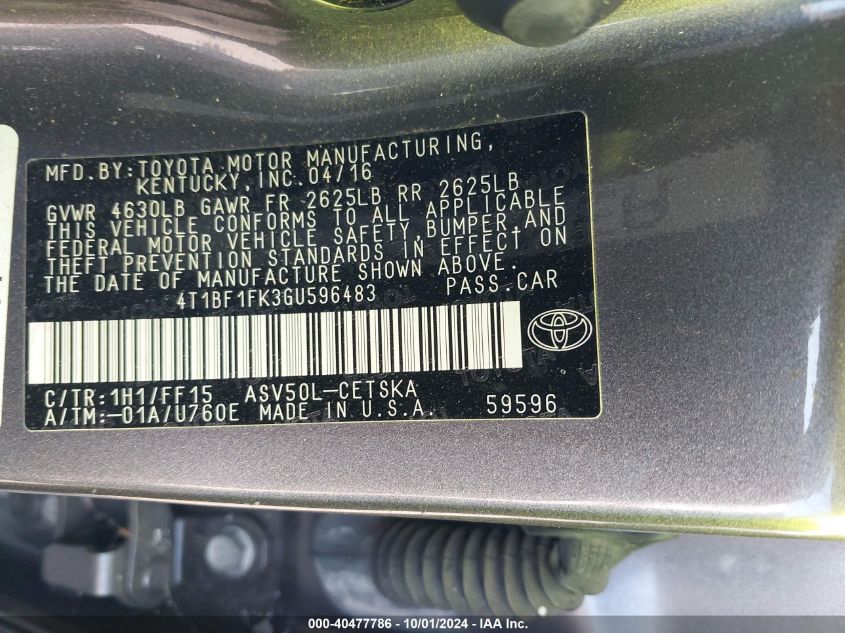 MFD. BY: TOYOTA MOTOR MANUFACTURING,
KENTUCKY, INC. 04/16
GVWR 4630LB GAWR FR 2625LB RR 2625LB
THIS VEHICLE CONFORMS TO ALL APPLICABLE
FEDERAL MOTOR VEHICLE SAFETY, BUMPER, AND
THEFT PREVENTION STANDARDS IN EFFECT ON
THE DATE OF MANUFACTURE SHOWN ABOVE.
4T1BF1FK3GU596483 PASS. CAR
C/TR: 1H1/FF15 ASV50L-CETSKA
A/TM: -01A/U760E MADE IN U.S.A. 59596
000-40477786 - 10/01/2024 - IAA, Inc.